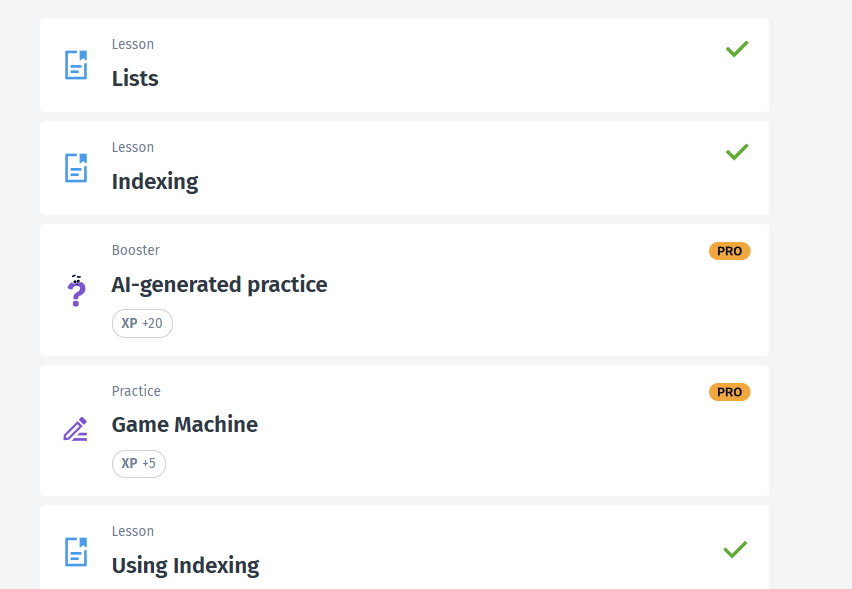 Lesson
Lists
Lesson
Indexing
Booster
PRO
AI-generated practice
XP +20
Practice
PRO
Game Machine
XP +5
Lesson
Using Indexing